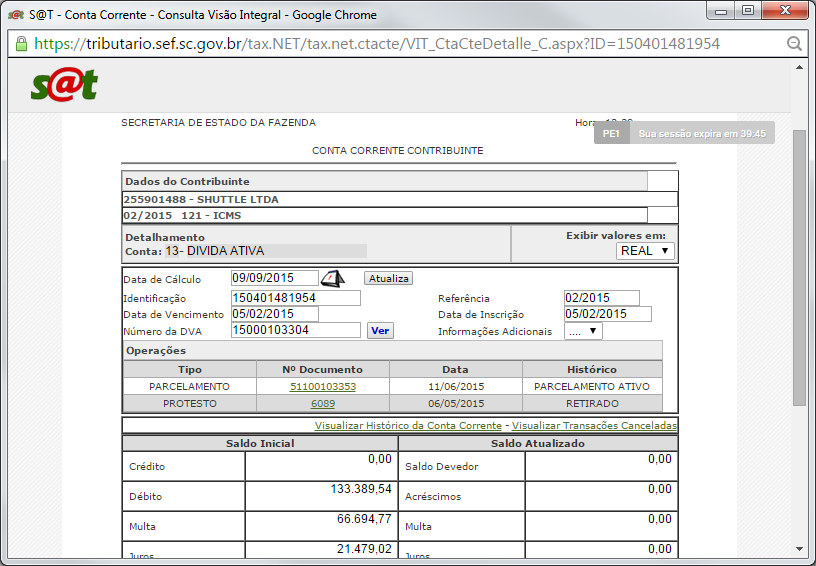 S@T - Conta Corrente - Consulta Visão Integral - Google Chrome
https://tributario.sef.sc.gov.br/tax.NET/tax.net.ctacte/VIT_CtaCteDetalle_C.aspx?ID=150401481954
s@t
SECRETARIA DE ESTADO DA FAZENDA Hora:
PE1 Sua sessão expira em 39:45
CONTA CORRENTE CONTRIBUINTE
Dados do Contribuinte
255901488 - SHUTTLE LTDA
02/2015 121 - ICMS
Detalhamento Exibir valores em:
Conta: 13- DIVIDA ATIVA REAL
Data de Cálculo 09/09/2015 Atualiza
Identificação 150401481954 Referência 02/2015
Data de Vencimento 05/02/2015 Data de Inscrição 05/02/2015
Número da DVA 15000103304 Ver Informações Adicionais ....
Operações
Tipo Nº Documento Data Histórico
PARCELAMENTO 51100103353 11/06/2015 PARCELAMENTO ATIVO
PROTESTO 6089 06/05/2015 RETIRADO
Visualizar Histórico da Conta Corrente - Visualizar Transações Canceladas
Saldo Inicial Saldo Atualizado
Crédito 0,00 Saldo Devedor 0,00
Débito 133.389,54 Acréscimos 0,00
Multa 66.694,77 Multa 0,00
Juros 21.479,02 Juros 0,00